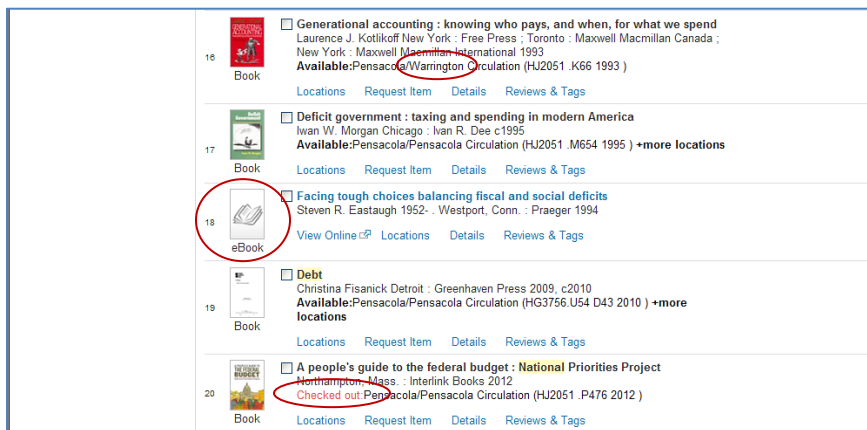 Generational accounting : knowing who pays, and when, for what we spend
Laurence J. Kotlikoff New York : Free Press ; Toronto : Maxwell Macmillan Canada ;
New York : Maxwell Macmillan International 1993
16
Available:Pensacola/Warrington Circulation (HJ2051 .K66 1993 )
Book
Locations Request Item Details Reviews & Tags
Deficit government : taxing and spending in modern America
Iwan W. Morgan Chicago : Ivan R. Dee c1995
17
Available:Pensacola/Pensacola Circulation (HJ2051 .M654 1995 ) +more locations
Book
Locations Request Item Details Reviews & Tags
Facing tough choices balancing fiscal and social deficits
Steven R. Eastaugh 1952- . Westport, Conn. : Praeger 1994
18
View Online Locations Details Reviews & Tags
eBook
Debt
Christina Fisanick Detroit : Greenhaven Press 2009, c2010
19
Available:Pensacola/Pensacola Circulation (HG3756.U54 D43 2010 ) +more
locations
Book
Locations Request Item Details Reviews & Tags
A people's guide to the federal budget : National Priorities Project
Northampton, Mass. : Interlink Books 2012
20
Checked out:Pensacola/Pensacola Circulation (HJ2051 .P476 2012 )
Book
Locations Request Item Details Reviews & Tags